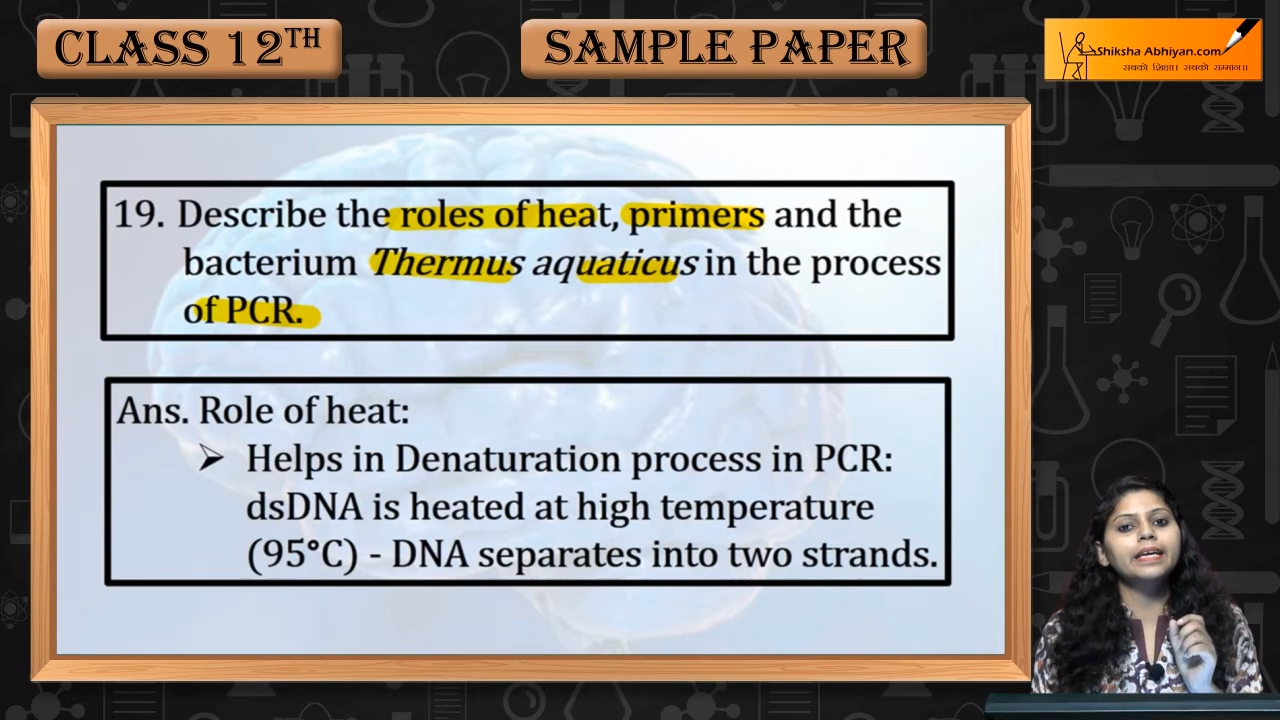 CLASS 12TH
SAMPLE PAPER
Shiksha Abhiyan.com
सबको शिक्षा। सबको सम्मान॥
19. Describe the roles of heat, primers and the
bacterium Thermus aquaticus in the process
of PCR.
Ans. Role of heat:
➢ Helps in Denaturation process in PCR:
dsDNA is heated at high temperature
(95°C) - DNA separates into two strands.